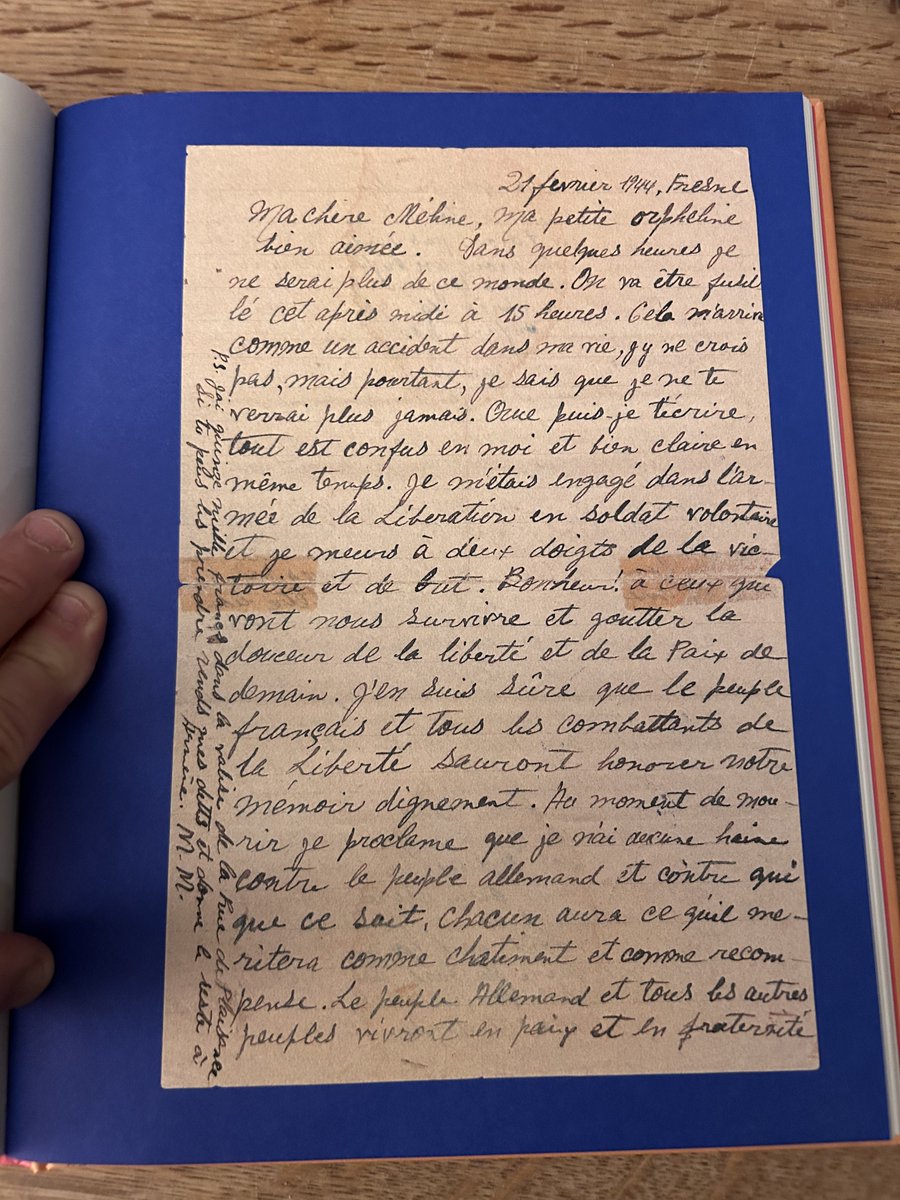 21 fevrier 1944, Fresne
Ma chère Méline, ma petite orpheline
bien aimée. Dans quelques heures je
ne serai plus de ce monde. On va être fusil-
lé cet après midi à 15 heures. Cela m'arrive
comme un accident dans ma vie, j'y ne crois
pas, mais pourtant, je sais que je ne te
verrai plus jamais. Que puis-je t'écrire,
tout est confus en moi et bien claire en
même temps. Je m'étais engagé dans l'ar-
mée de la Libération en soldat volontaire
et je meurs à deux doigts de la vic-
toire et de but. Bonheur! à ceux qui
vont nous survivre et goutter la
douceur de la liberté et de la Paix de
demain. J'en suis sûre que le peuple
français et tous les combattants de
la Liberté sauront honorer notre
mémoir dignement. Au moment de mou-
rir je proclame que je n'ai aucune haine
contre le peuple allemand et contre qui
que ce soit, chacun aura ce qu'il me-
ritera comme chatiment et comme recom-
pense. Le peuple Allemand et tous les autres
peuples vivront en paix et en fraternité
P.S. J'ai quinze mille francs dans la valise de la rue de Plaisance
Si tu peus les prendre rends mes detts et donne le reste à
Armène. M. M.